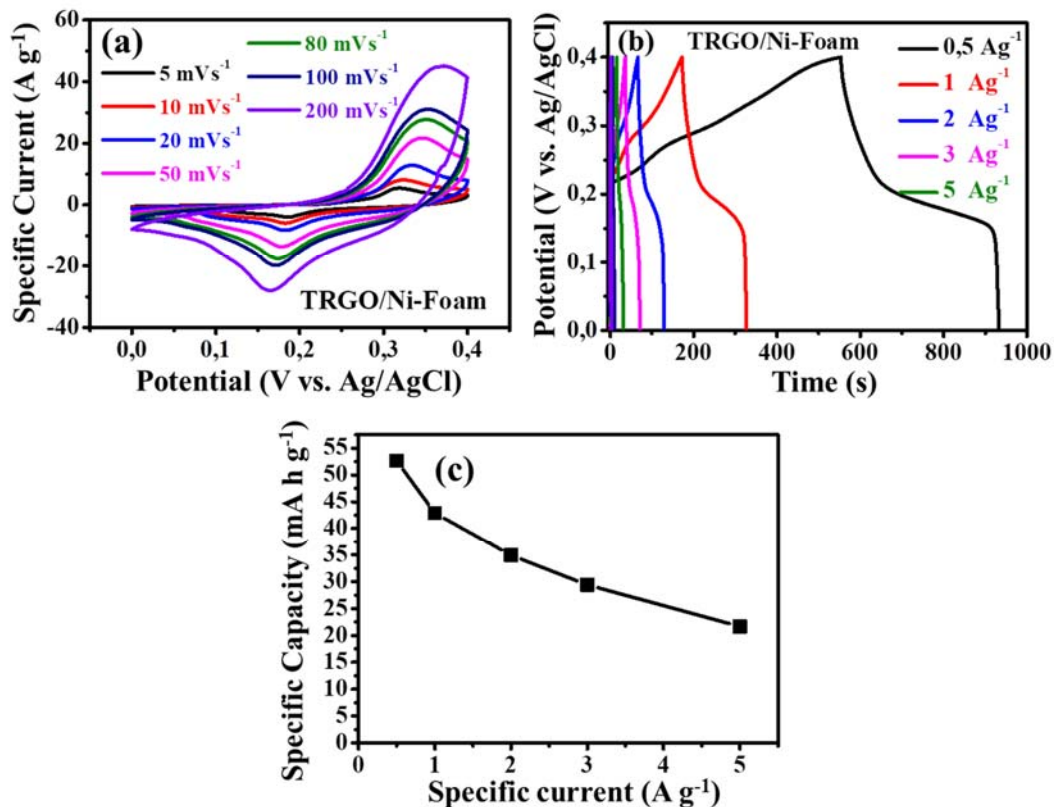 (a)
5 mVs⁻¹
10 mVs⁻¹
20 mVs⁻¹
50 mVs⁻¹
80 mVs⁻¹
100 mVs⁻¹
200 mVs⁻¹
TRGO/Ni-Foam
Specific Current (A g⁻¹)
60
40
20
0
-20
-40
0,0
0,1
0,2
0,3
0,4
Potential (V vs. Ag/AgCl)
(b)
TRGO/Ni-Foam
0,5 Ag⁻¹
1 Ag⁻¹
2 Ag⁻¹
3 Ag⁻¹
5 Ag⁻¹
Potential (V vs. Ag/AgCl)
0,4
0,3
0,2
0,1
0,0
0
200
400
600
800
1000
Time (s)
(c)
Specific Capacity (mA h g⁻¹)
55
50
45
40
35
30
25
20
15
10
5
0
1
2
3
4
5
Specific current (A g⁻¹)